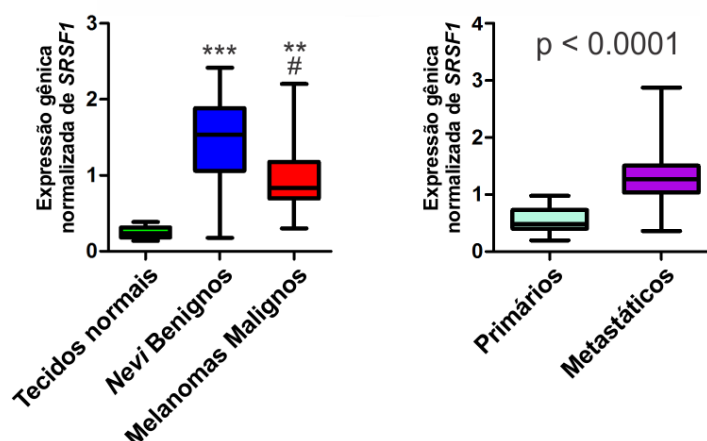 Expressão gênica
normalizada de SRSF1
3
2
1
0
***
**
#
Tecidos normais
Nevi Benignos
Melanomas Malignos
Expressão gênica
normalizada de SRSF1
4
3
2
1
0
p < 0.0001
Primários
Metastáticos